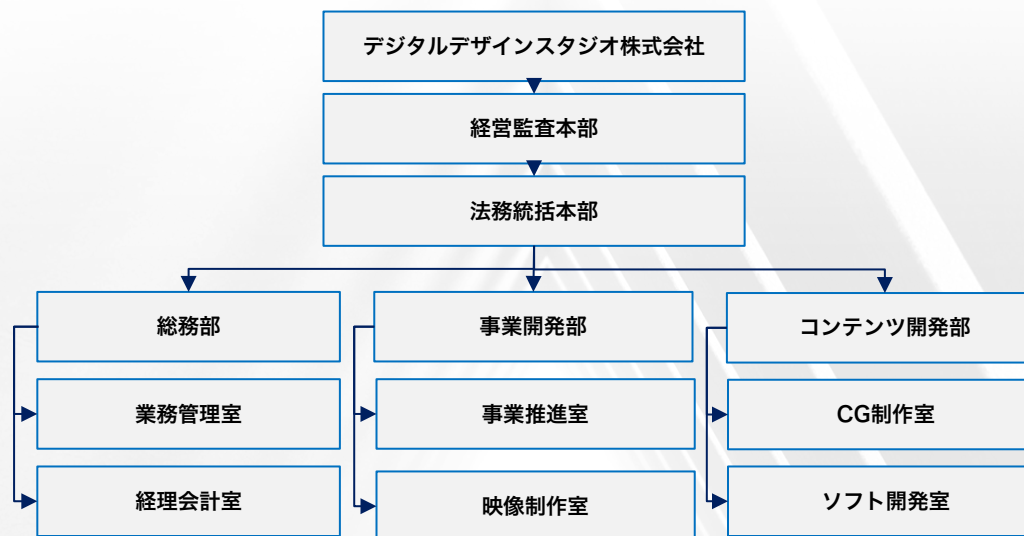 デジタルデザインスタジオ株式会社
経営監査本部
法務統括本部
総務部
事業開発部
コンテンツ開発部
業務管理室
事業推進室
CG制作室
経理会計室
映像制作室
ソフト開発室